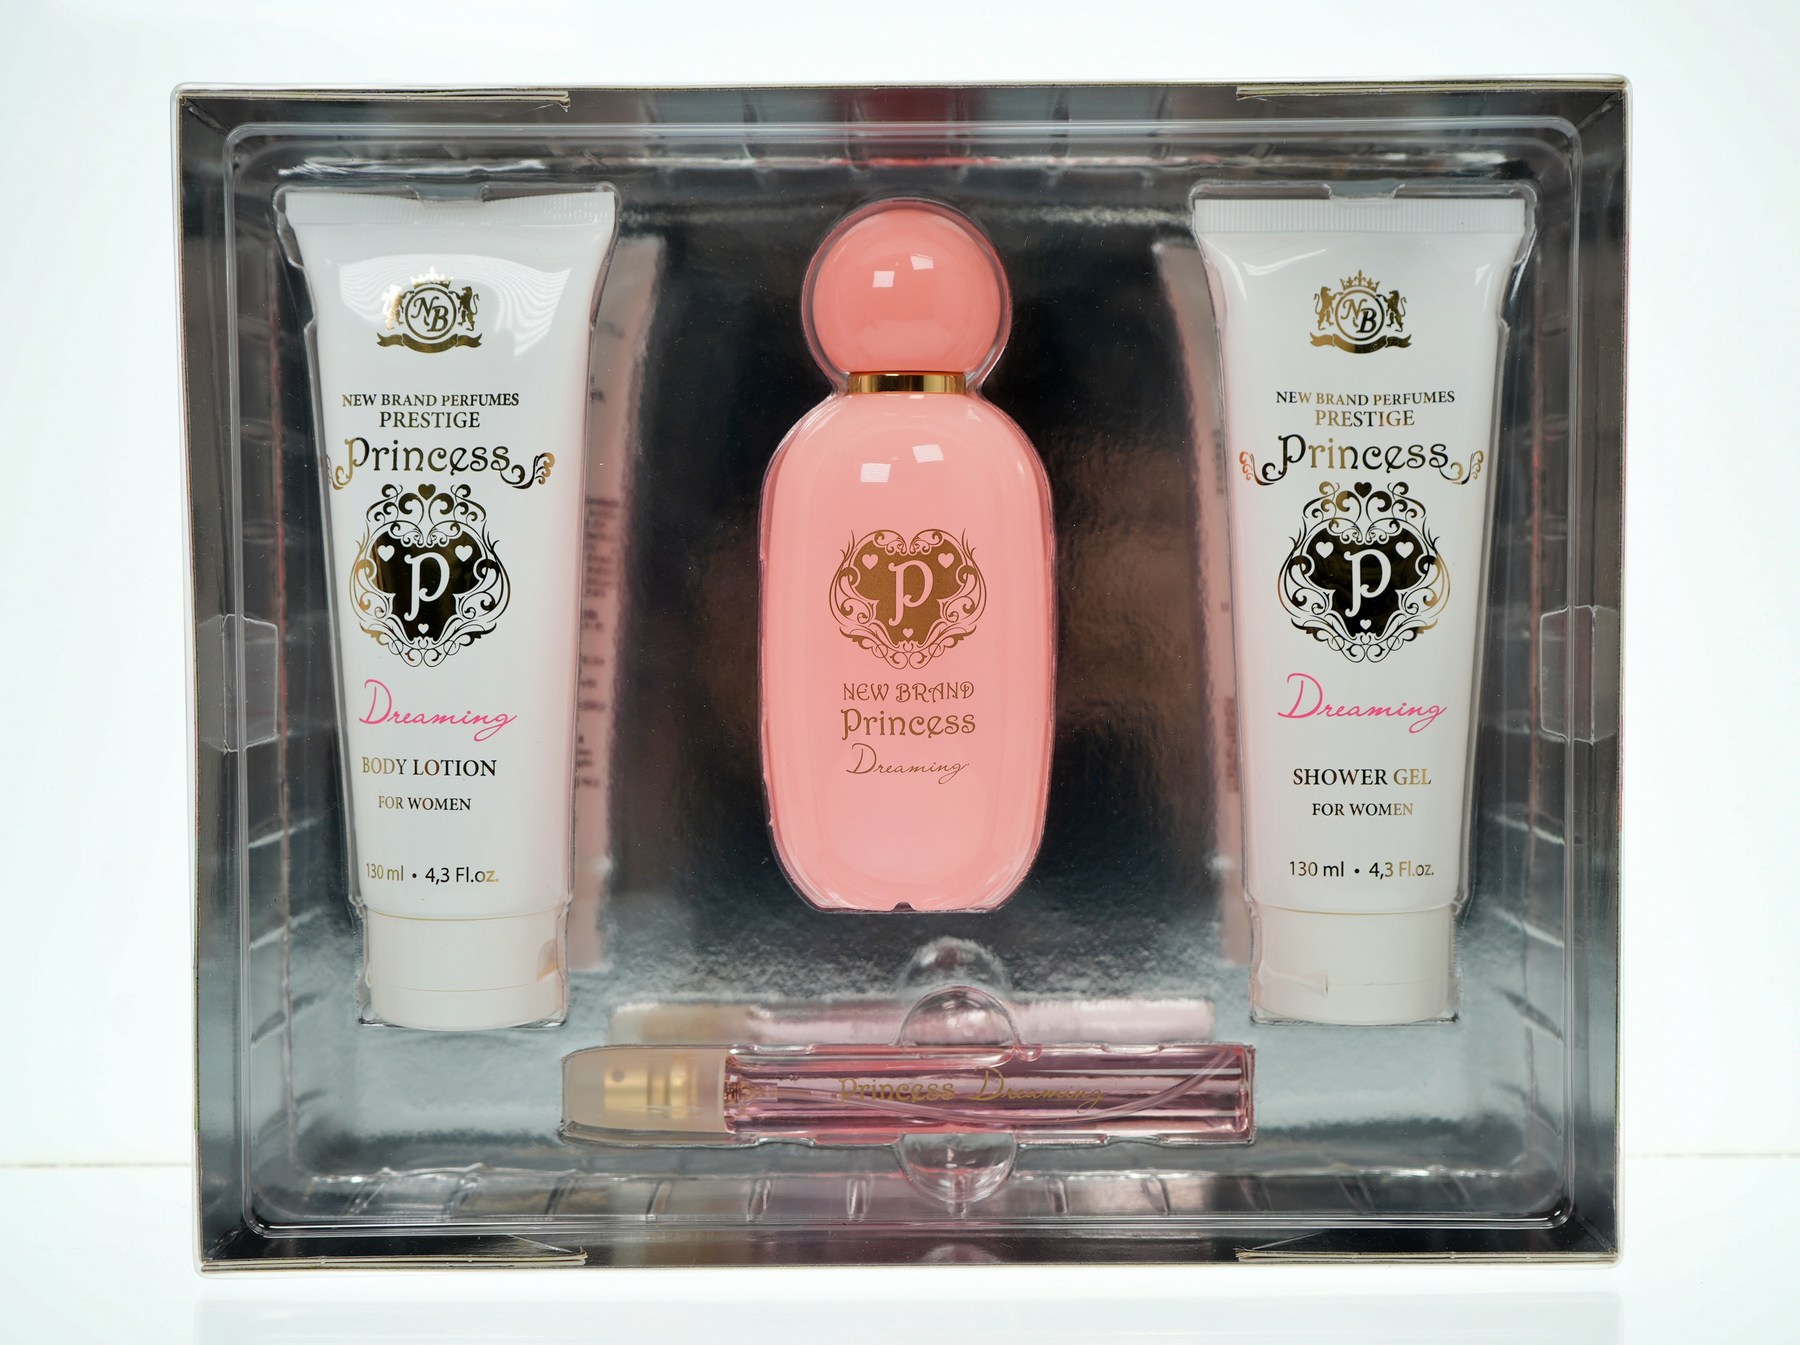 NB
NEW BRAND PERFUMES
PRESTIGE
Princess
P
Dreaming
BODY LOTION
FOR WOMEN
130 ml • 4,3 Fl.oz.
P
NEW BRAND
Princess
Dreaming
NB
NEW BRAND PERFUMES
PRESTIGE
Princess
P
Dreaming
SHOWER GEL
FOR WOMEN
130 ml • 4,3 Fl.oz.
Princess Dreaming